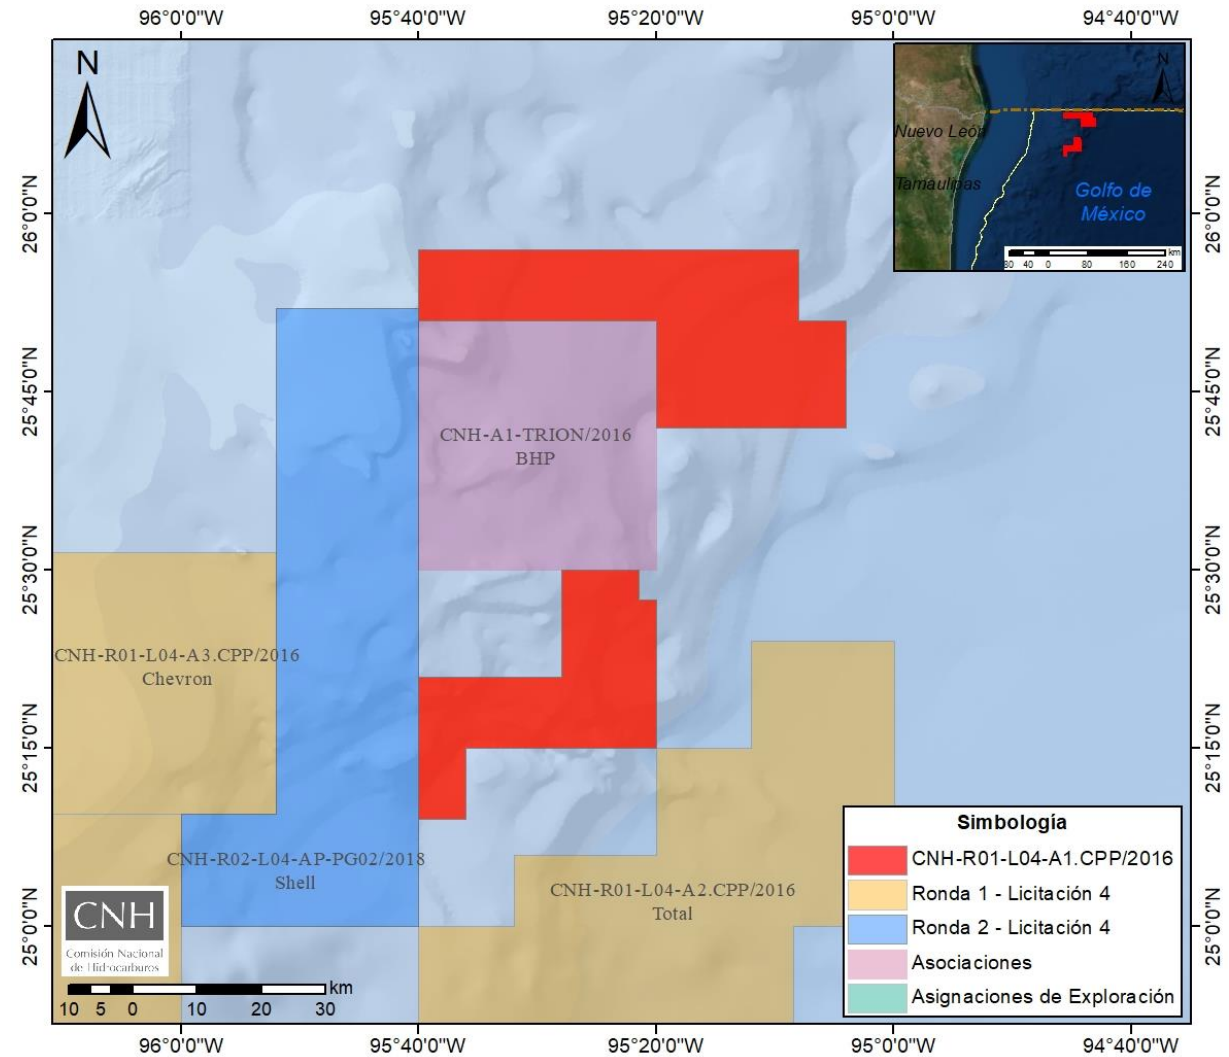 96°0'0"W 95°40'0"W 95°20'0"W 95°0'0"W 94°40'0"W
N
N
Nuevo León
Tamaulipas
Golfo de
México
80 40 0 80 160 240 km
26°0'0"N 26°0'0"N
25°45'0"N 25°45'0"N
CNH-A1-TRION/2016
BHP
25°30'0"N 25°30'0"N
CNH-R01-L04-A3.CPP/2016
Chevron
25°15'0"N 25°15'0"N
Simbología
CNH-R01-L04-A1.CPP/2016
Ronda 1 - Licitación 4
Ronda 2 - Licitación 4
Asociaciones
Asignaciones de Exploración
CNH-R02-L04-AP-PG02/2018
Shell
CNH-R01-L04-A2.CPP/2016
Total
25°0'0"N 25°0'0"N
CNH
Comisión Nacional
de Hidrocarburos
km
10 5 0 10 20 30
96°0'0"W 95°40'0"W 95°20'0"W 95°0'0"W 94°40'0"W